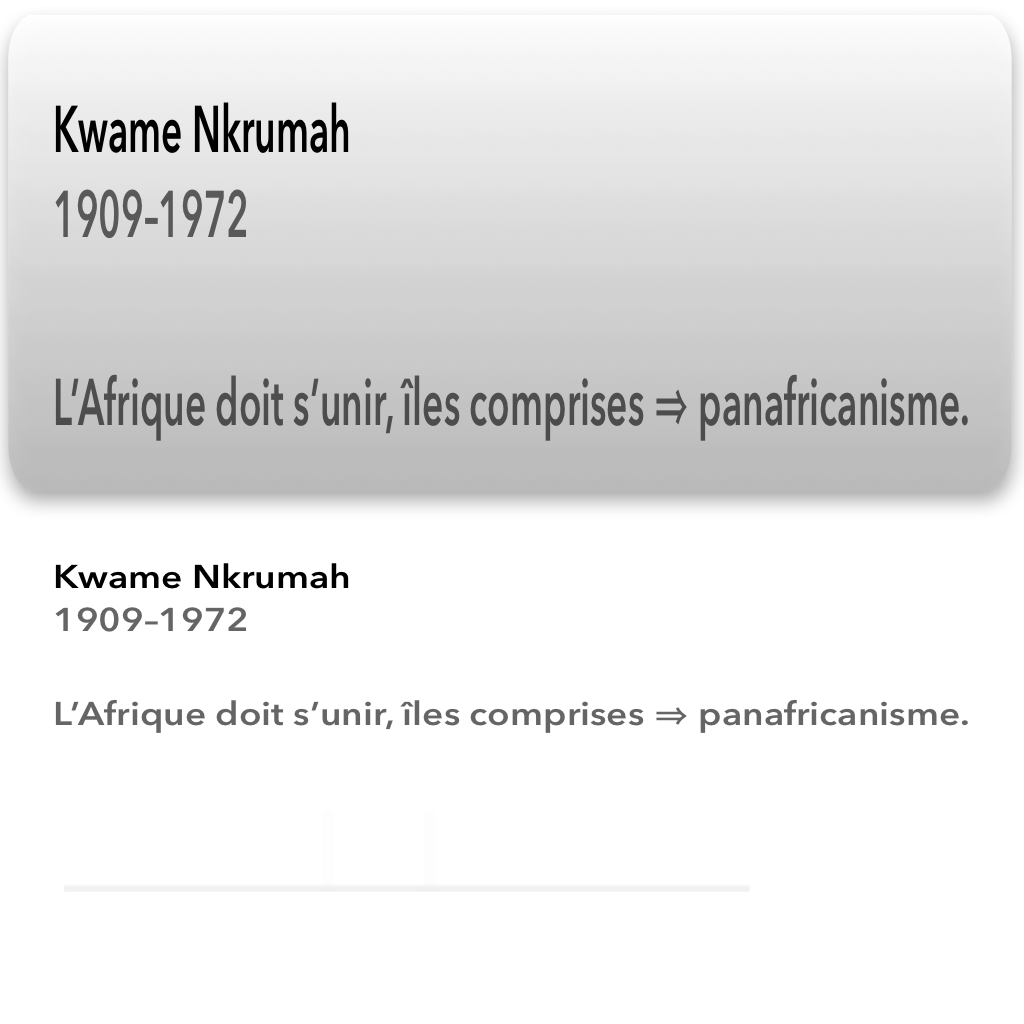 Kwame Nkrumah
1909–1972
L’Afrique doit s’unir, îles comprises ⇒ panafricanisme.
Kwame Nkrumah
1909–1972
L’Afrique doit s’unir, îles comprises ⇒ panafricanisme.